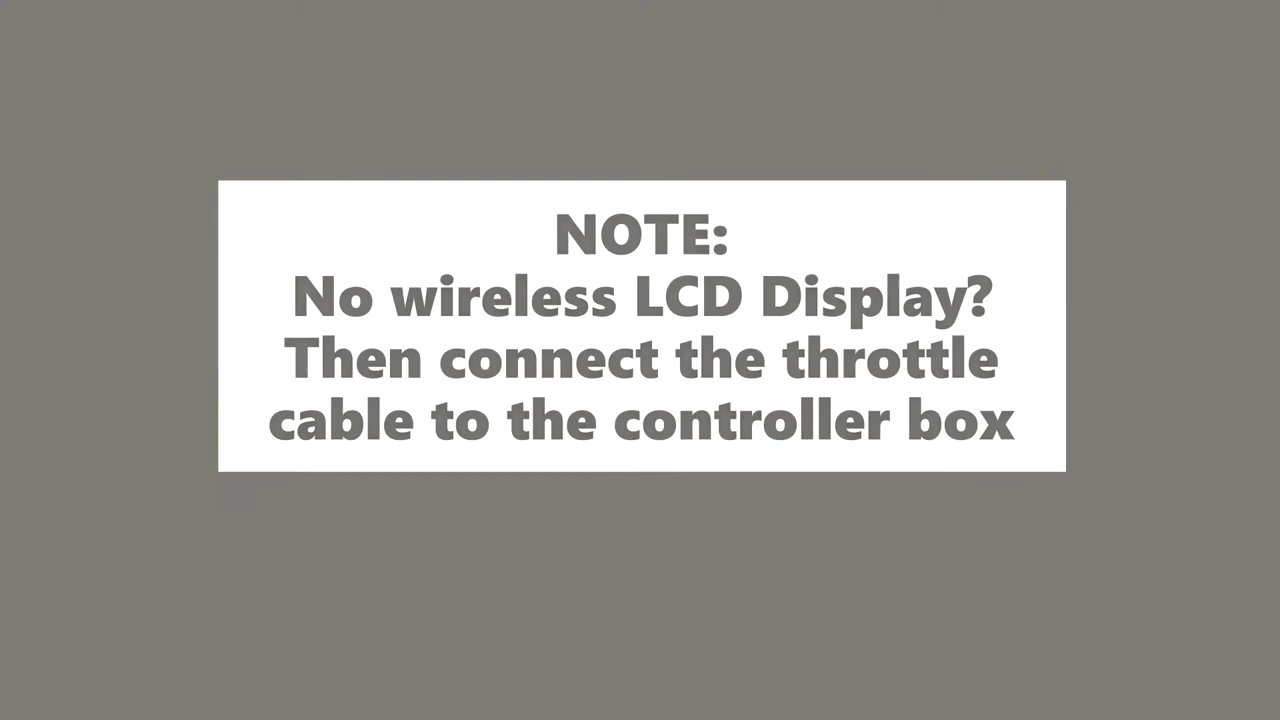 NOTE:
No wireless LCD Display?
Then connect the throttle
cable to the controller box